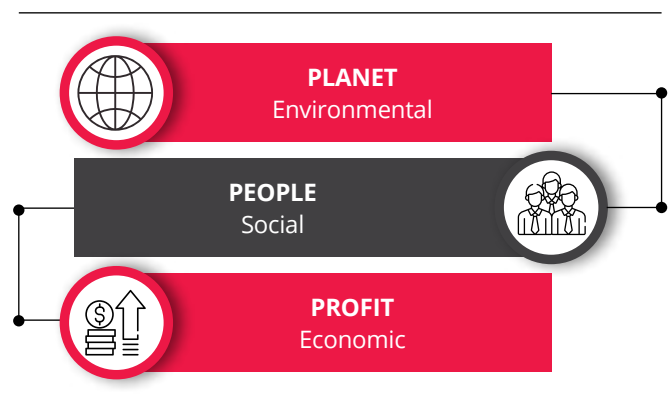 PLANET
Environmental
PEOPLE
Social
$
PROFIT
Economic